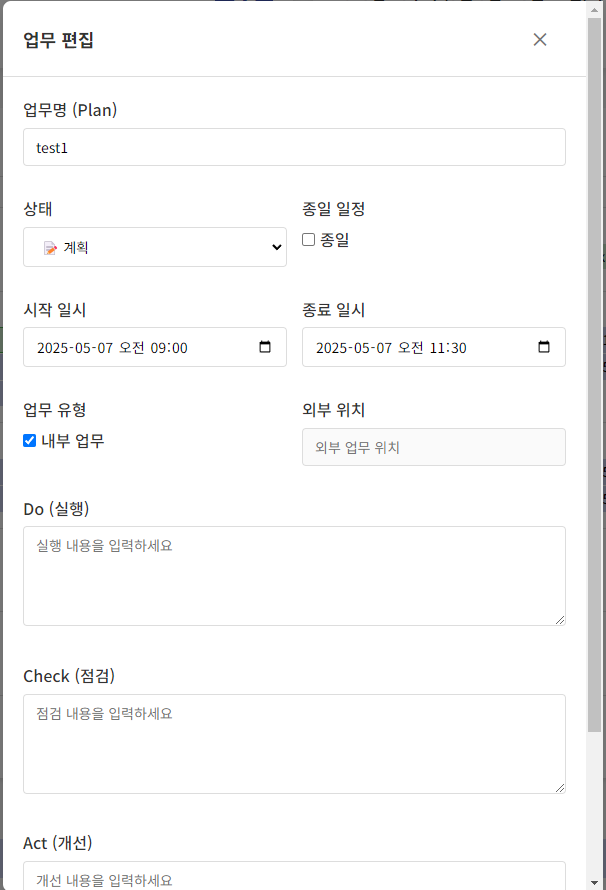 업무 편집
업무명 (Plan)
test1
상태
종일 일정
계획
종일
시작 일시
종료 일시
2025-05-07 오전 09:00
2025-05-07 오전 11:30
업무 유형
외부 위치
내부 업무
외부 업무 위치
Do (실행)
실행 내용을 입력하세요
Check (점검)
점검 내용을 입력하세요
Act (개선)
개선 내용을 입력하세요